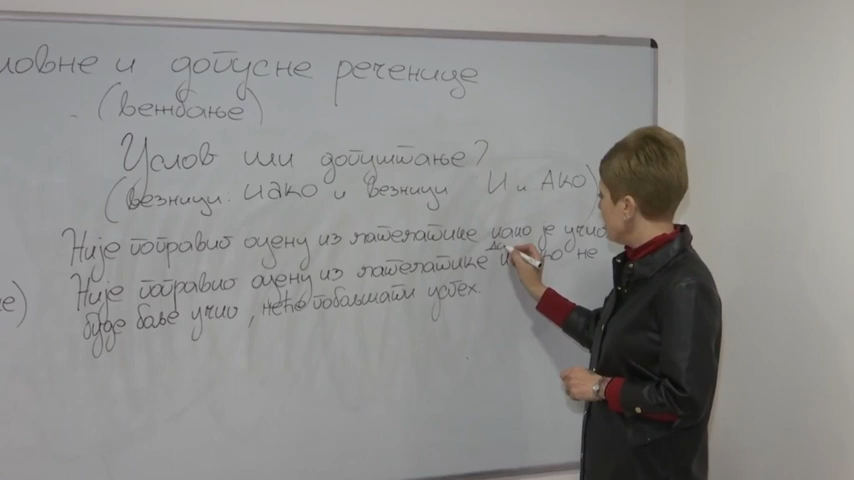 ловне и допусне реченице
(вежбање)
Услов или допуштање?
(везници: ИАКО и везници И и АКО)
Није поправио оцену из математике иако је учио
Није поправио оцену из математике и не
е) буде боље учио, неће побољшати успех.